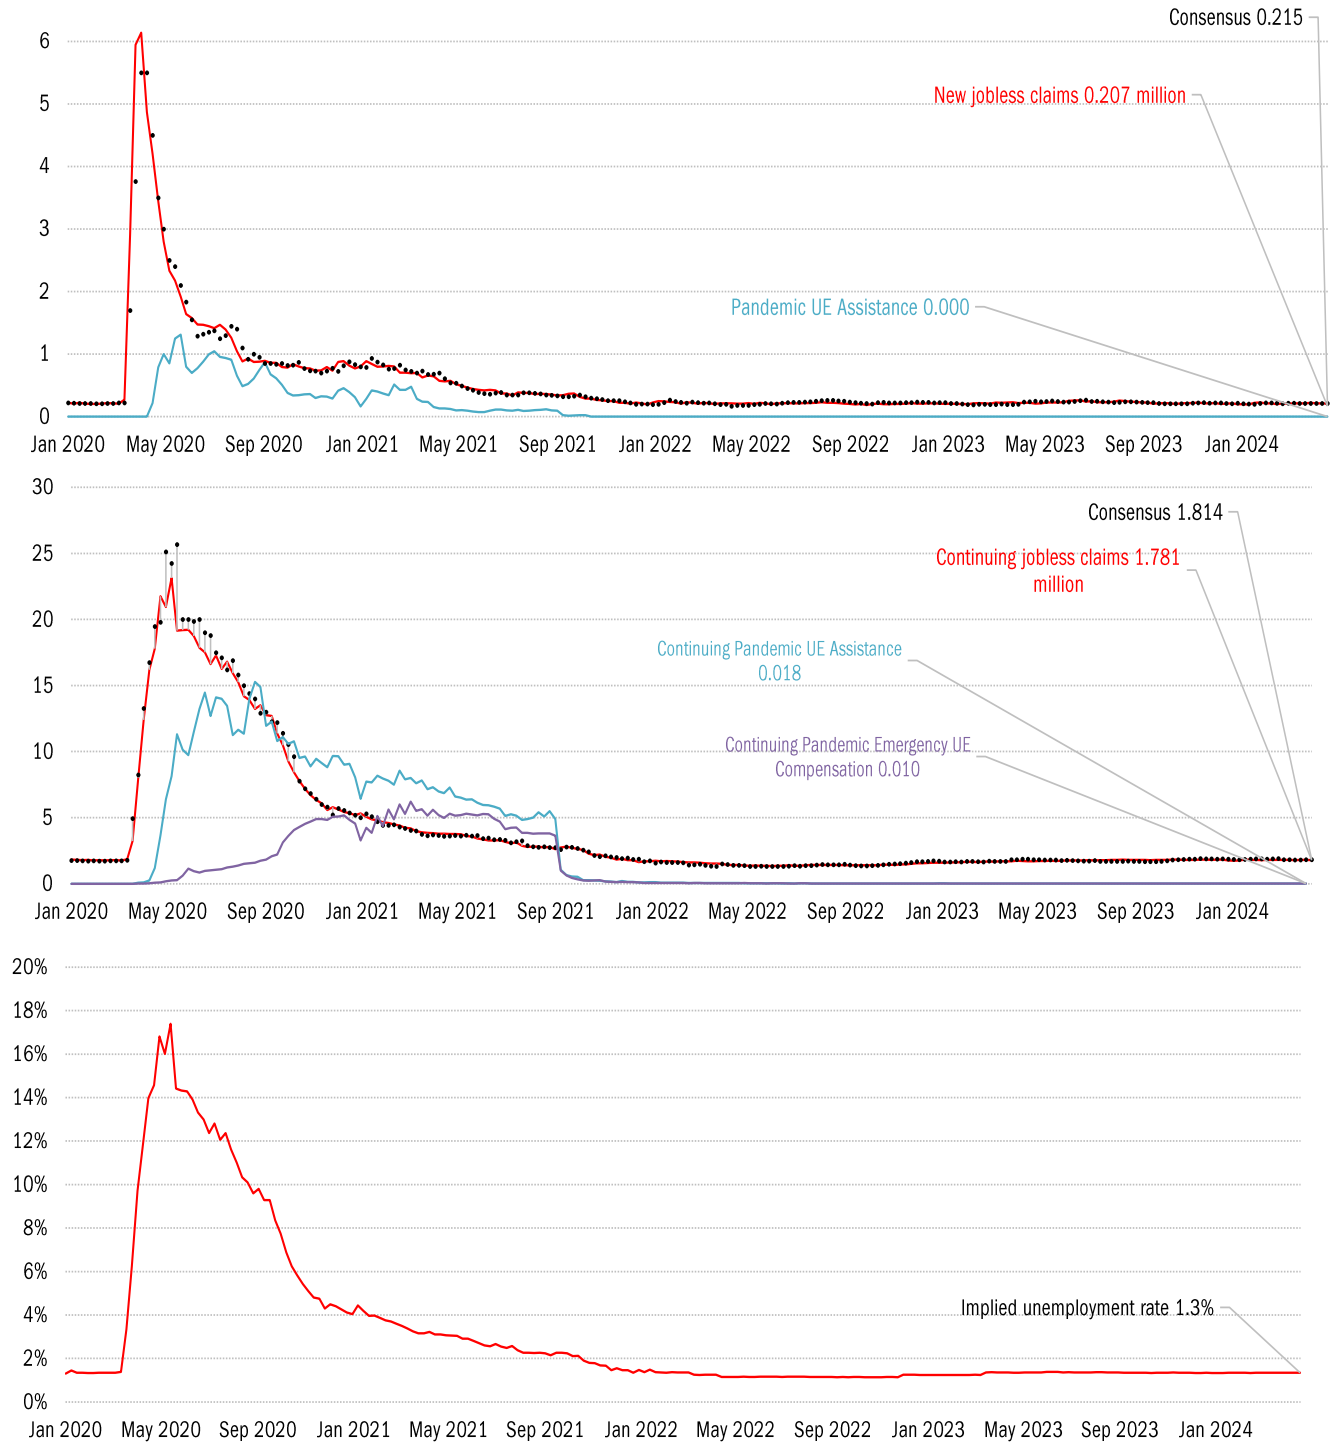 Consensus 0.215
6
New jobless claims 0.207 million
5
4
3
Pandemic UE Assistance 0.000
2
1
0
Jan 2020 May 2020 Sep 2020 Jan 2021 May 2021 Sep 2021 Jan 2022 May 2022 Sep 2022 Jan 2023 May 2023 Sep 2023 Jan 2024
30
Consensus 1.814
25
Continuing jobless claims 1.781
million
20
Continuing Pandemic UE Assistance
0.018
15
Continuing Pandemic Emergency UE
Compensation 0.010
10
5
0
Jan 2020 May 2020 Sep 2020 Jan 2021 May 2021 Sep 2021 Jan 2022 May 2022 Sep 2022 Jan 2023 May 2023 Sep 2023 Jan 2024
20%
18%
16%
14%
12%
10%
8%
6%
Implied unemployment rate 1.3%
4%
2%
0%
Jan 2020 May 2020 Sep 2020 Jan 2021 May 2021 Sep 2021 Jan 2022 May 2022 Sep 2022 Jan 2023 May 2023 Sep 2023 Jan 2024